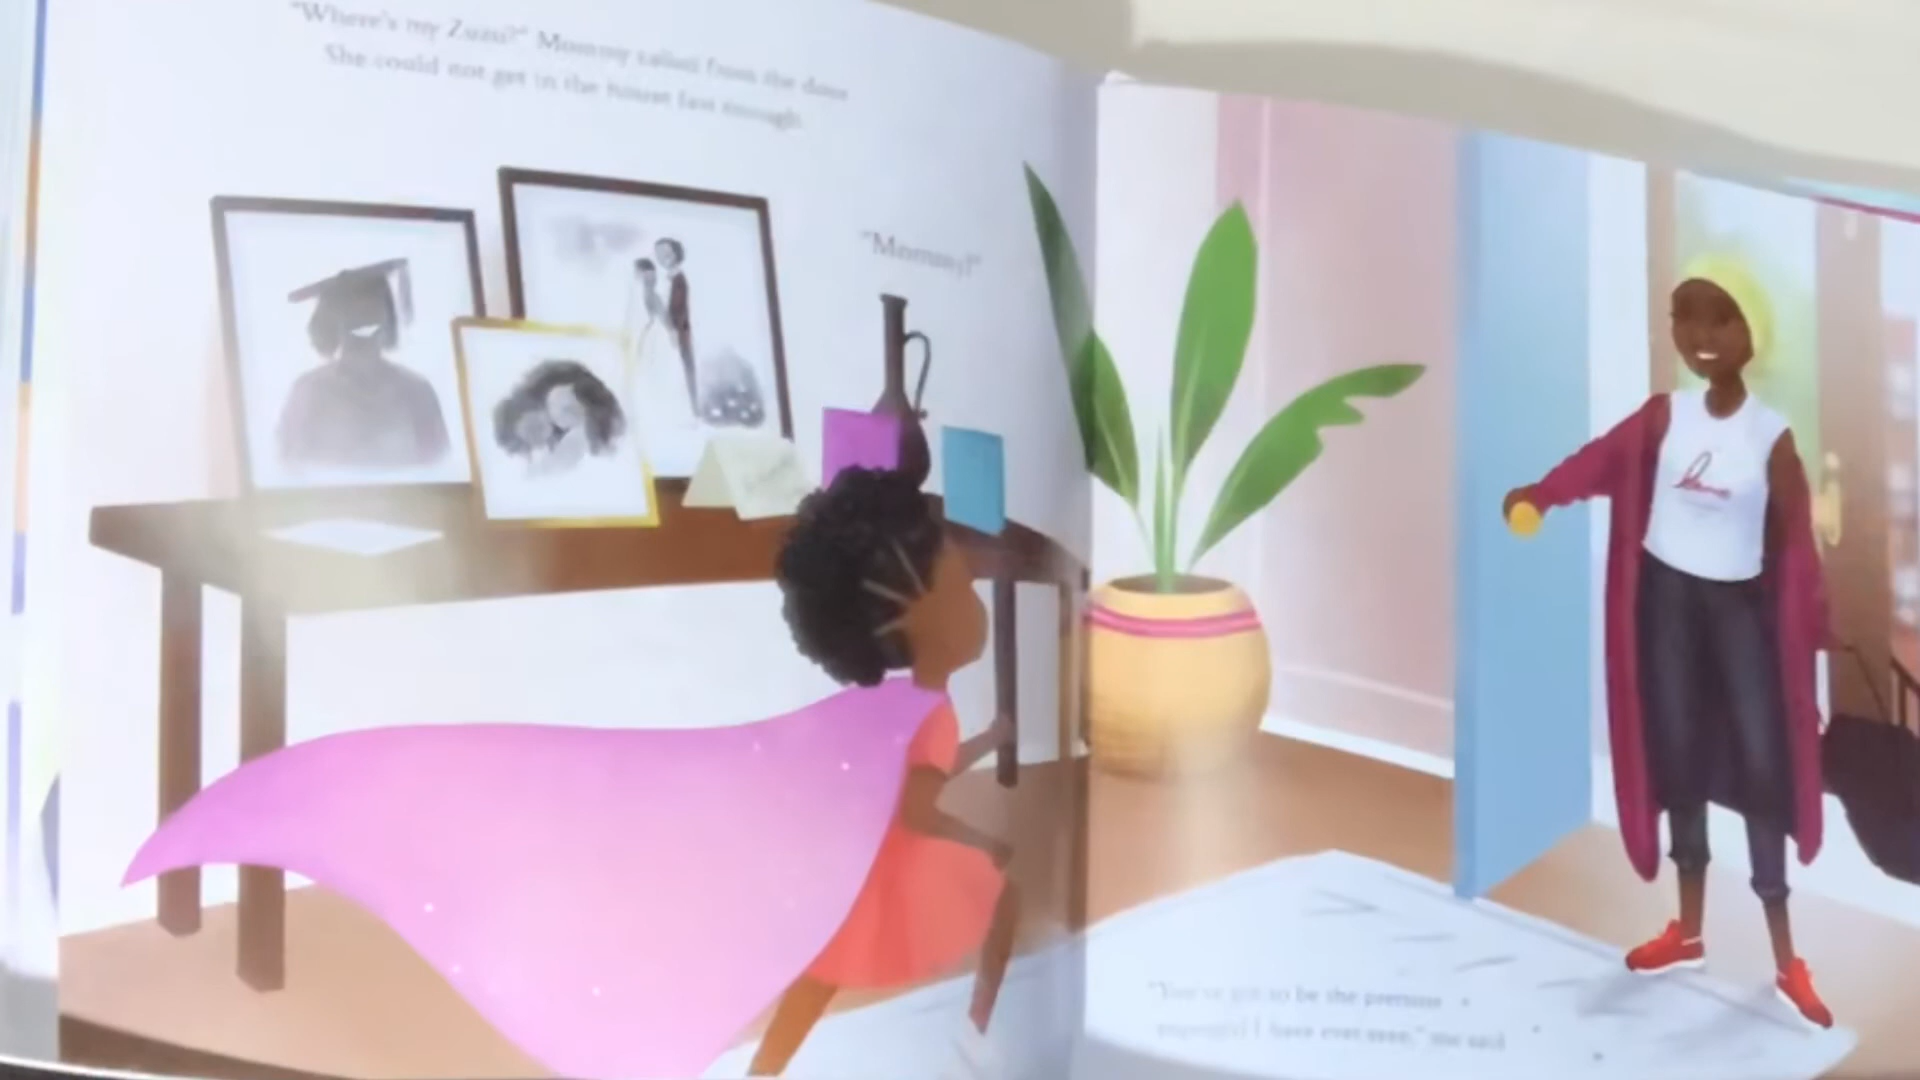 "Where's my Zuzu?" Mommy called from the door
She could not get in the house fast enough.
"Mommy!"
"You've got to be the prettiest
I have ever seen," she said
love